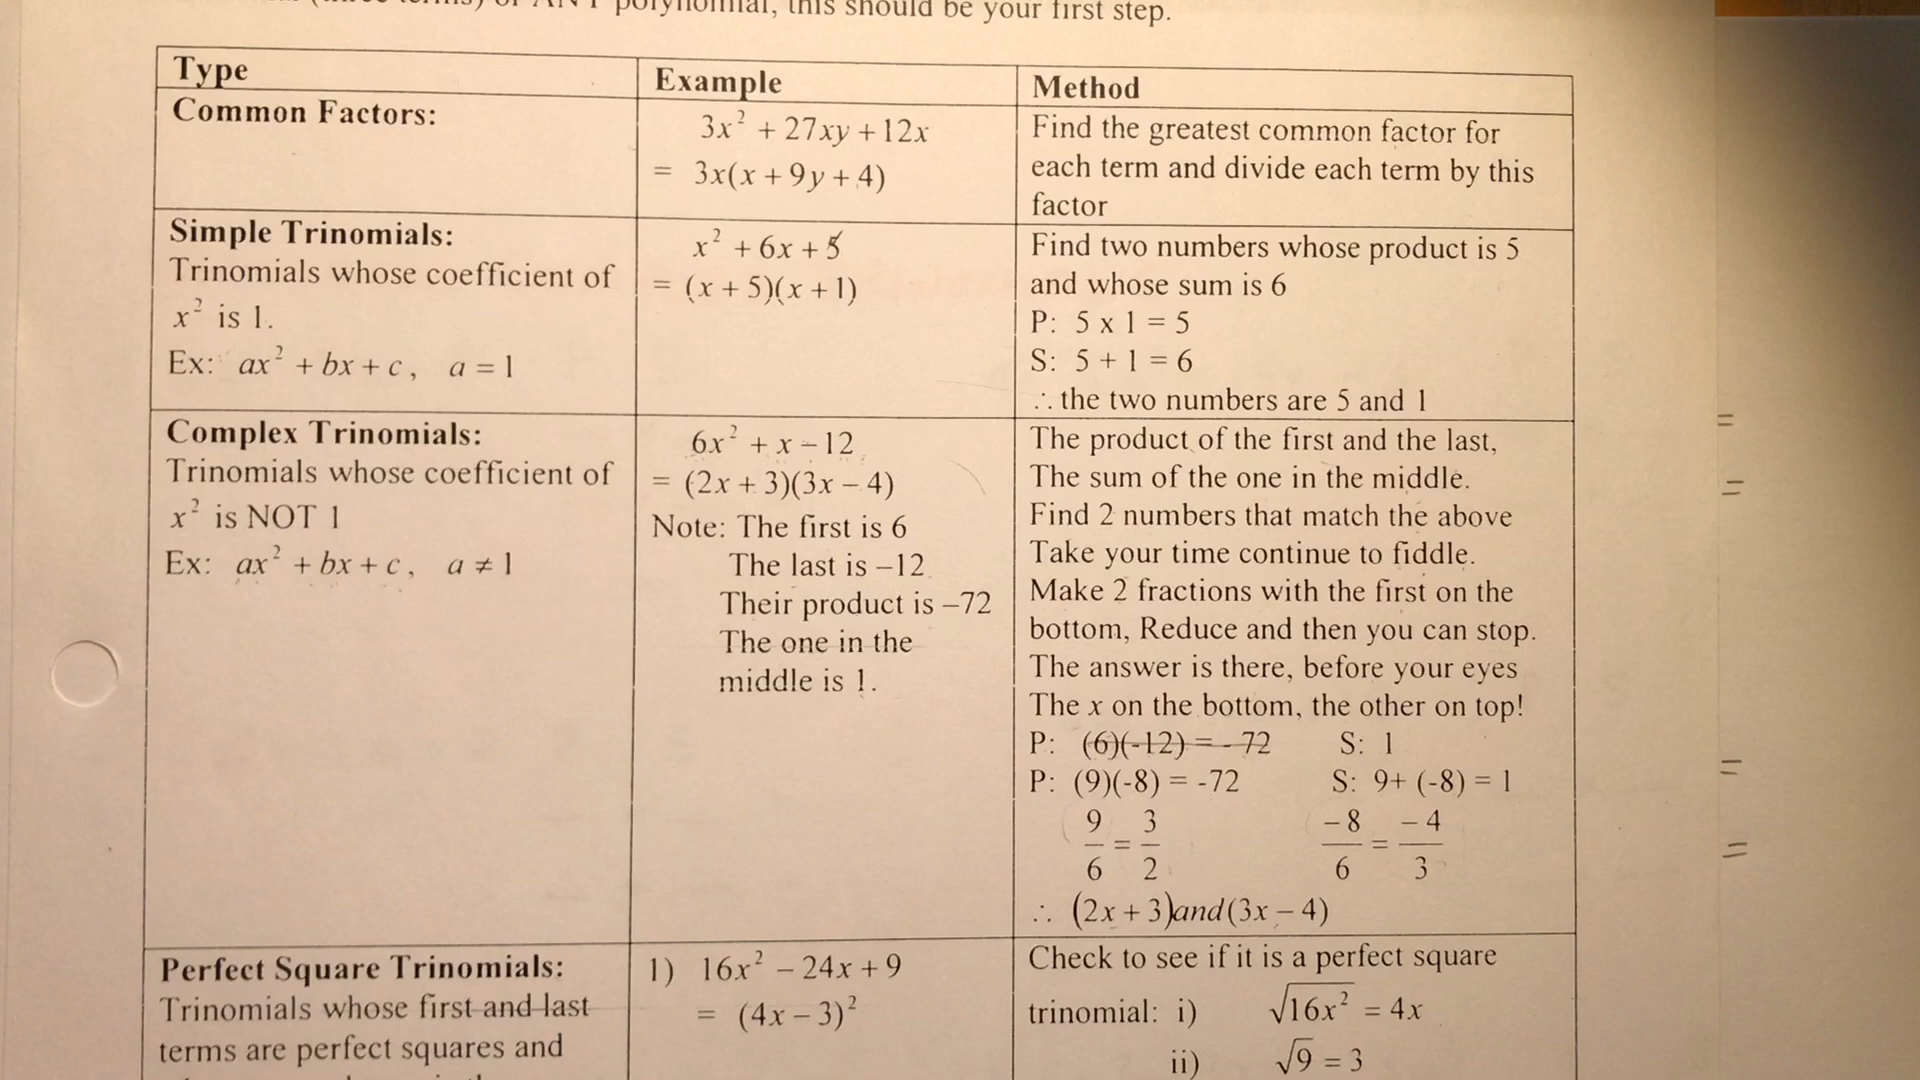 polynomial, this should be your first step.
Type
Example
Method
Common Factors:
3x² + 27xy + 12x
= 3x(x + 9y + 4)
Find the greatest common factor for
each term and divide each term by this
factor
Simple Trinomials:
Trinomials whose coefficient of
x² is 1.
Ex: ax² + bx + c, a = 1
x² + 6x + 5
= (x + 5)(x + 1)
Find two numbers whose product is 5
and whose sum is 6
P: 5 x 1 = 5
S: 5 + 1 = 6
∴ the two numbers are 5 and 1
Complex Trinomials:
Trinomials whose coefficient of
x² is NOT 1
Ex: ax² + bx + c, a ≠ 1
6x² + x – 12
= (2x + 3)(3x – 4)
Note: The first is 6
The last is –12
Their product is –72
The one in the
middle is 1.
The product of the first and the last,
The sum of the one in the middle.
Find 2 numbers that match the above
Take your time continue to fiddle.
Make 2 fractions with the first on the
bottom, Reduce and then you can stop.
The answer is there, before your eyes
The x on the bottom, the other on top!
P: (6)(-12) = - 72 S: 1
P: (9)(-8) = -72 S: 9+ (-8) = 1
9/6 = 3/2 –8/6 = –4/3
∴ (2x + 3)and(3x – 4)
Perfect Square Trinomials:
Trinomials whose first and last
terms are perfect squares and
1) 16x² – 24x + 9
= (4x – 3)²
Check to see if it is a perfect square
trinomial: i) √16x² = 4x
ii) √9 = 3